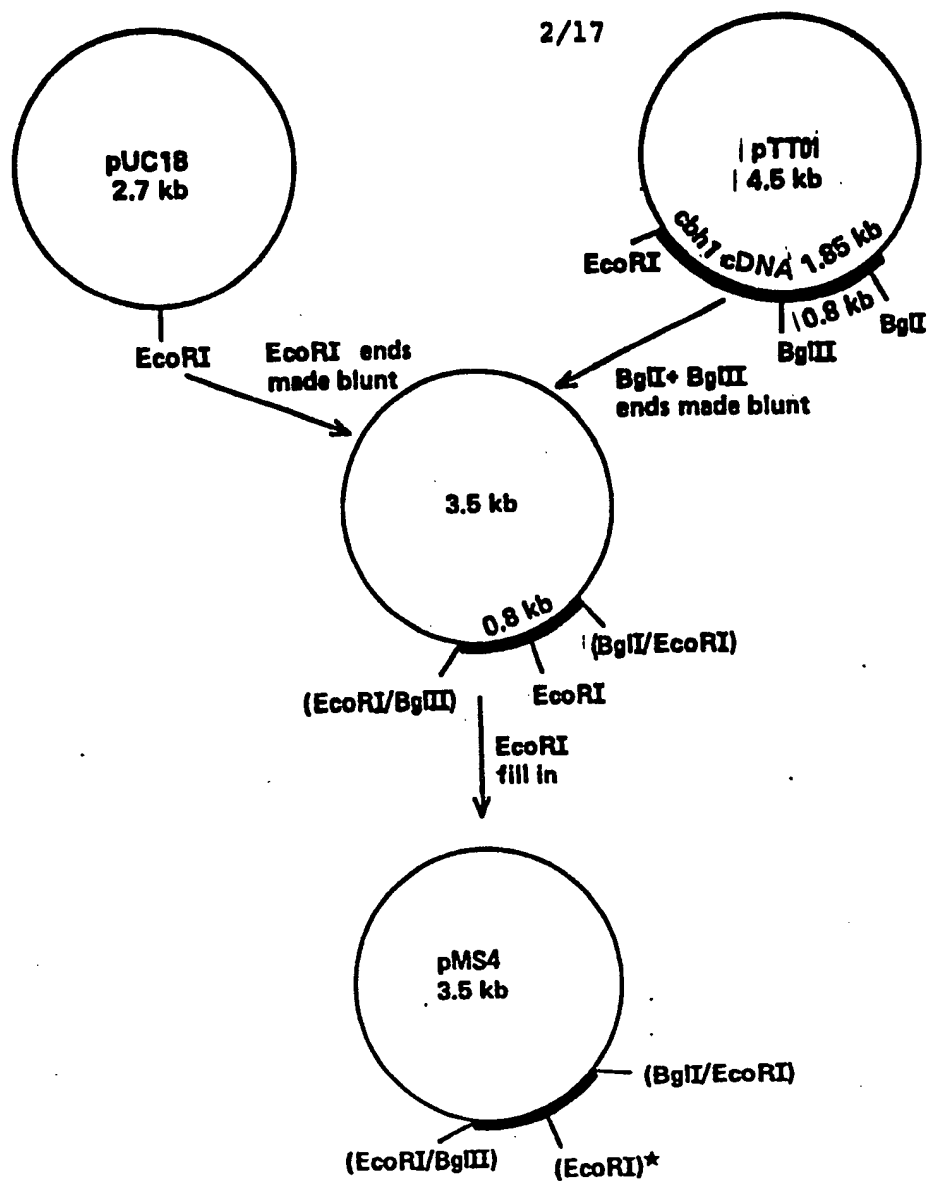 2/17
pUC18
2.7 kb
EcoRI
EcoRI ends
made blunt
pTT01
4.5 kb
cbh1 cDNA 1.85 kb
EcoRI
0.8 kb
BglII
BglI
BglI+ BglII
ends made blunt
3.5 kb
0.8 kb
(BglI/EcoRI)
EcoRI
(EcoRI/BglII)
EcoRI
fill in
pMS4
3.5 kb
(BglI/EcoRI)
(EcoRI)★
(EcoRI/BglII)